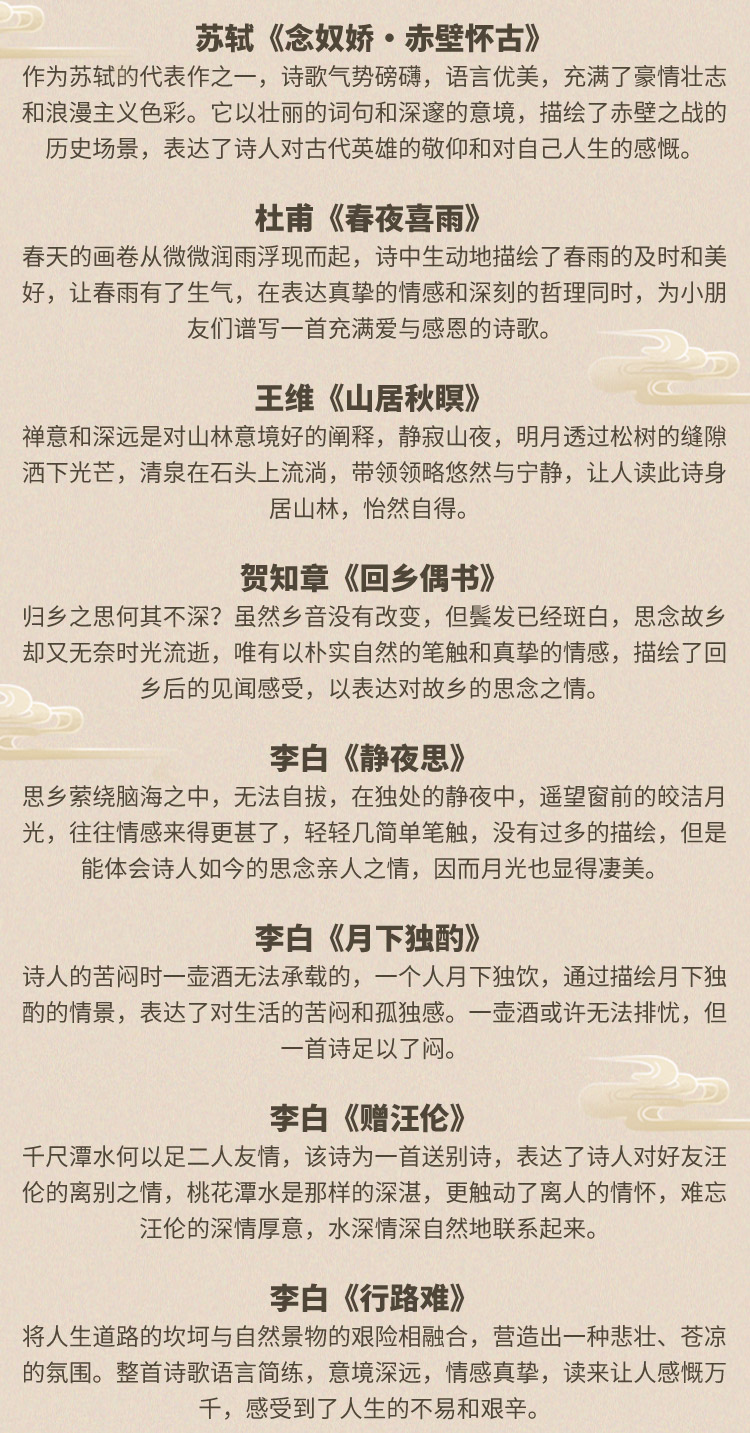 苏轼《念奴娇·赤壁怀古》
作为苏轼的代表作之一，诗歌气势磅礴，语言优美，充满了豪情壮志
和浪漫主义色彩。它以壮丽的词句和深邃的意境，描绘了赤壁之战的
历史场景，表达了诗人对古代英雄的敬仰和对自己人生的感慨。
杜甫《春夜喜雨》
春天的画卷从微微润雨浮现而起，诗中生动地描绘了春雨的及时和美
好，让春雨有了生气，在表达真挚的情感和深刻的哲理同时，为小朋
友们谱写一首充满爱与感恩的诗歌。
王维《山居秋暝》
禅意和深远是对山林意境好的阐释，静寂山夜，明月透过松树的缝隙
洒下光芒，清泉在石头上流淌，带领领略悠然与宁静，让人读此诗身
居山林，怡然自得。
贺知章《回乡偶书》
归乡之思何其不深？虽然乡音没有改变，但鬓发已经斑白，思念故乡
却又无奈时光流逝，唯有以朴实自然的笔触和真挚的情感，描绘了回
乡后的见闻感受，以表达对故乡的思念之情。
李白《静夜思》
思乡萦绕脑海之中，无法自拔，在独处的静夜中，遥望窗前的皎洁月
光，往往情感来得更甚了，轻轻几简单笔触，没有过多的描绘，但是
能体会诗人如今的思念亲人之情，因而月光也显得凄美。
李白《月下独酌》
诗人的苦闷时一壶酒无法承载的，一个人月下独饮，通过描绘月下独
酌的情景，表达了对生活的苦闷和孤独感。一壶酒或许无法排忧，但
一首诗足以了闷。
李白《赠汪伦》
千尺潭水何以足二人友情，该诗为一首送别诗，表达了诗人对好友汪
伦的离别之情，桃花潭水是那样的深湛，更触动了离人的情怀，难忘
汪伦的深情厚意，水深情深自然地联系起来。
李白《行路难》
将人生道路的坎坷与自然景物的艰险相融合，营造出一种悲壮、苍凉
的氛围。整首诗歌语言简练，意境深远，情感真挚，读来让人感慨万
千，感受到了人生的不易和艰辛。